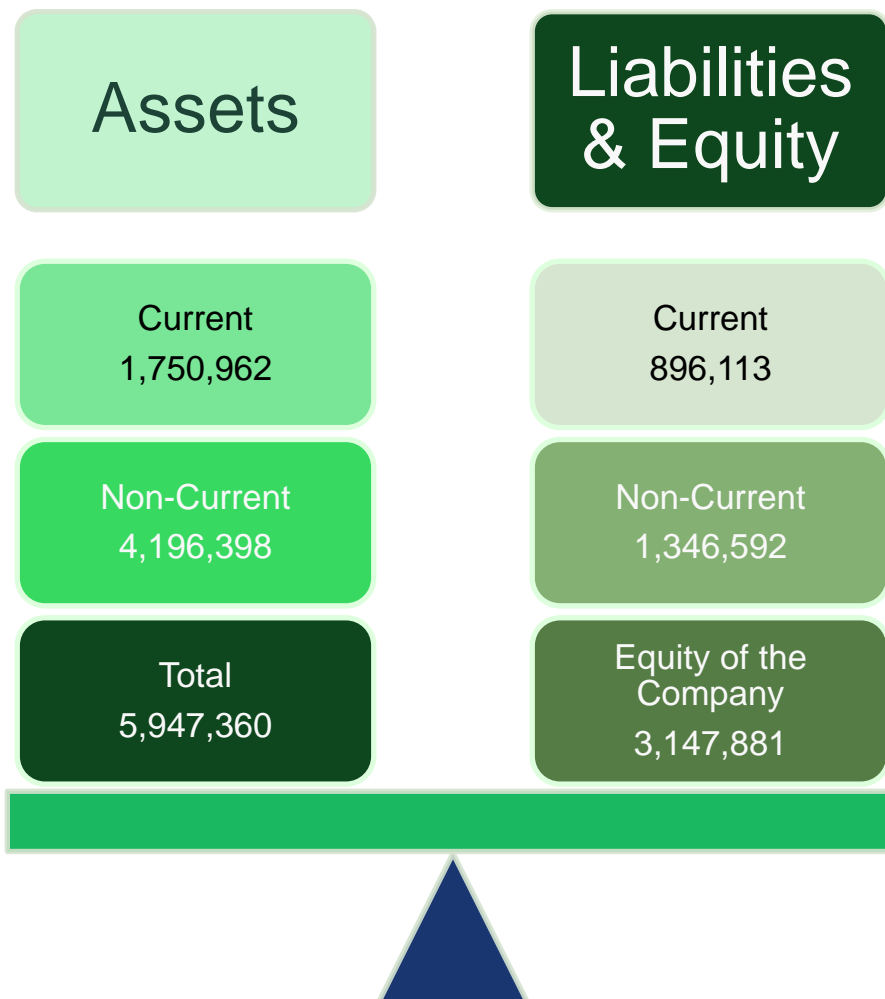 Assets
Liabilities
& Equity
Current
1,750,962
Non-Current
4,196,398
Total
5,947,360
Current
896,113
Non-Current
1,346,592
Equity of the
Company
3,147,881